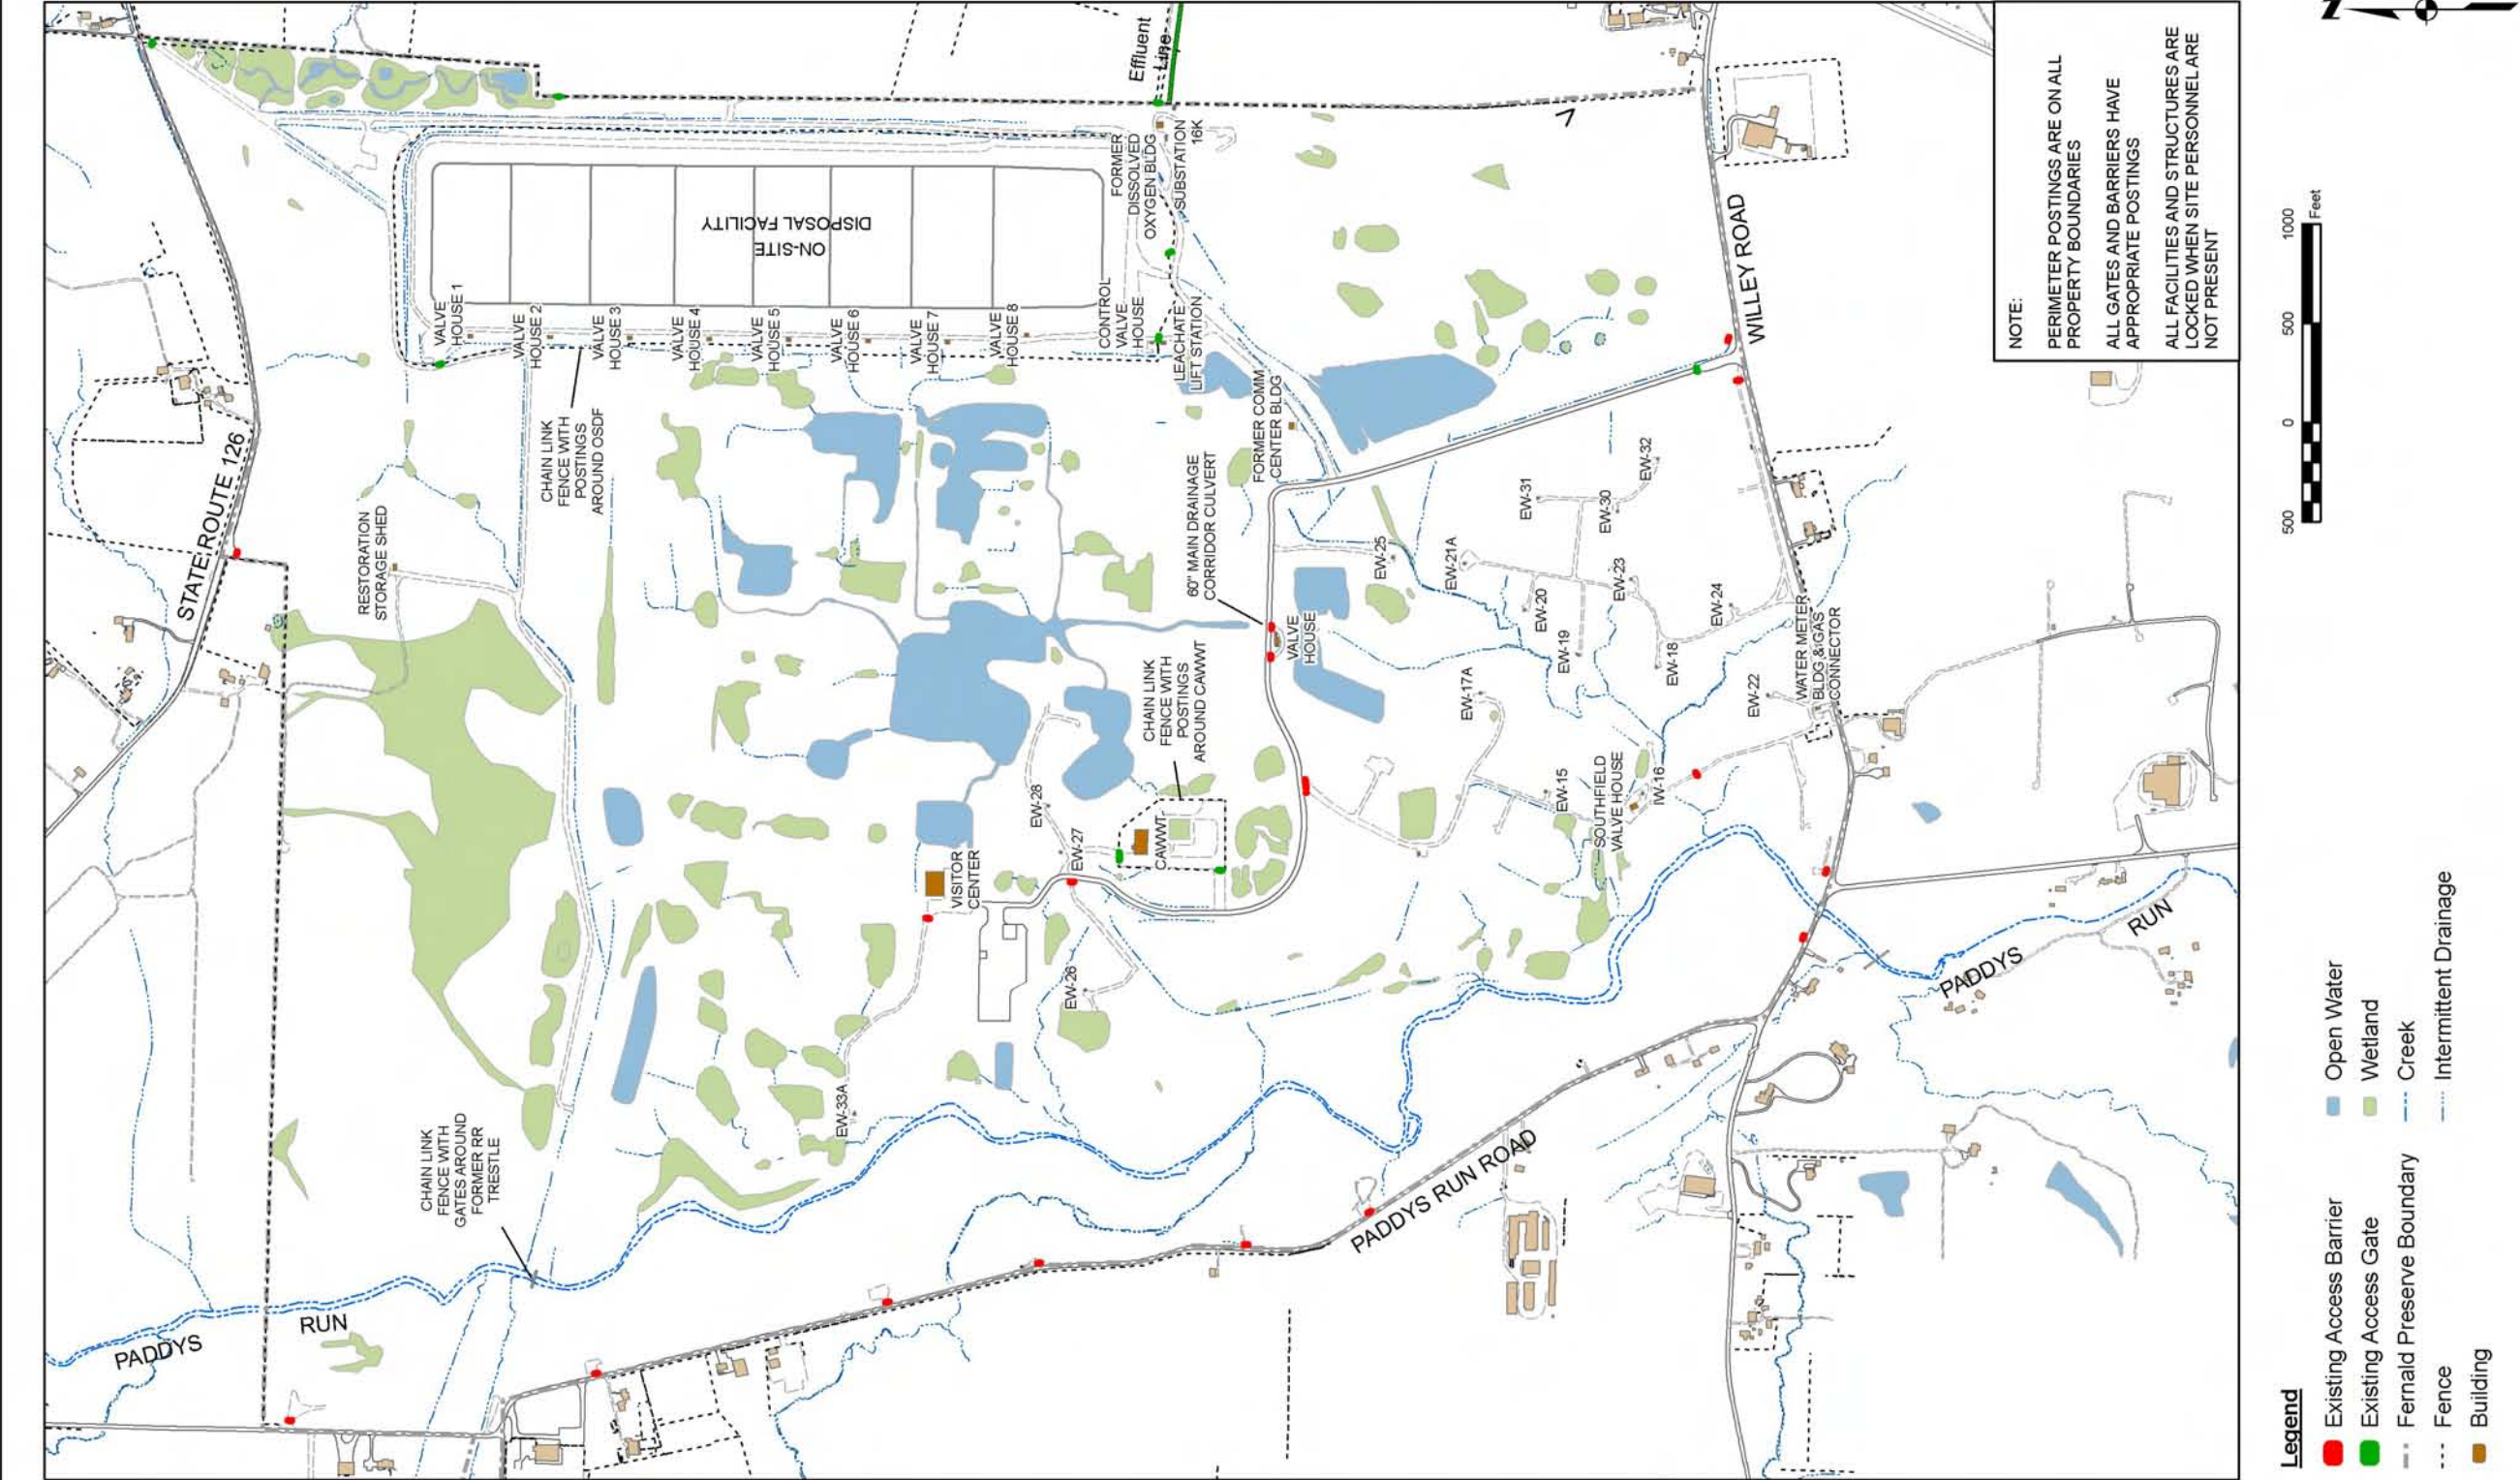 STATE ROUTE 126
RESTORATION
STORAGE SHED
CHAIN LINK
FENCE WITH
GATES AROUND
FORMER RR
TRESTLE
PADDYS
RUN
CHAIN LINK
FENCE WITH
POSTINGS
AROUND OSDF
VALVE
HOUSE 1
VALVE
HOUSE 2
VALVE
HOUSE 3
VALVE
HOUSE 4
VALVE
HOUSE 5
VALVE
HOUSE 6
VALVE
HOUSE 7
VALVE
HOUSE 8
ON-SITE
DISPOSAL FACILITY
CONTROL
VALVE
HOUSE
FORMER
DISSOLVED
OXYGEN BLDG
Effluent
Line
SUBSTATION
16K
LEACHATE
LIFT STATION
FORMER COMM
CENTER BLDG
60" MAIN DRAINAGE
CORRIDOR CULVERT
VALVE
HOUSE
CHAIN LINK
FENCE WITH
POSTINGS
AROUND CAWWT
VISITOR
CENTER
EW-33A
EW-28
EW-27
EW-26
CAWWT
EW-25
EW-21A
EW-31
EW-30
EW-32
EW-20
EW-19
EW-23
EW-24
EW-18
EW-17A
EW-22
EW-15
SOUTHFIELD
VALVE HOUSE
IW-16
WATER METER
BLDG & GAS
CONNECTOR
WILLEY ROAD
PADDYS RUN ROAD
PADDYS
RUN
NOTE:
PERIMETER POSTINGS ARE ON ALL
PROPERTY BOUNDARIES
ALL GATES AND BARRIERS HAVE
APPROPRIATE POSTINGS
ALL FACILITIES AND STRUCTURES ARE
LOCKED WHEN SITE PERSONNEL ARE
NOT PRESENT
Legend
Existing Access Barrier
Existing Access Gate
Fernald Preserve Boundary
Fence
Building
Open Water
Wetland
Creek
Intermittent Drainage
500 0 500 1000
Feet
N